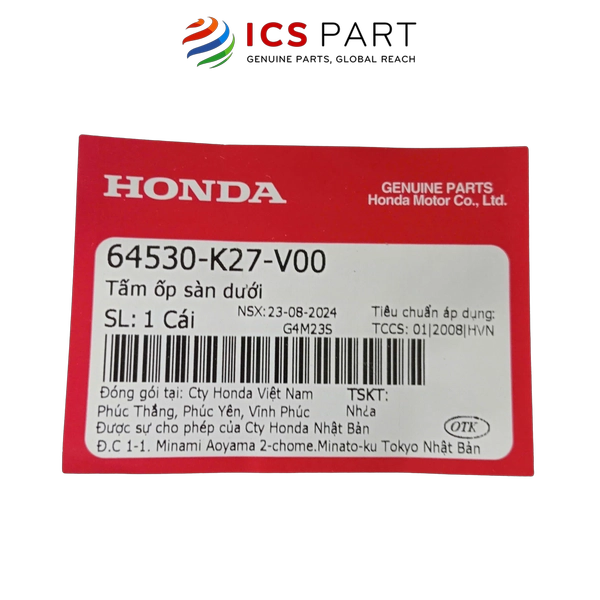 ICS PART
GENUINE PARTS, GLOBAL REACH
HONDA
GENUINE PARTS
Honda Motor Co., Ltd.
64530-K27-V00
Tấm ốp sàn dưới
SL: 1 Cái
NSX:23-08-2024
G4M23S
Tiêu chuẩn áp dụng:
TCCS: 01|2008|HVN
Đóng gói tại: Cty Honda Việt Nam
TSKT:
Phúc Thắng, Phúc Yên, Vĩnh Phúc
Nhựa
Được sự cho phép của Cty Honda Nhật Bản
OTK
Đ.C 1-1. Minami Aoyama 2-chome.Minato-ku Tokyo Nhật Bản